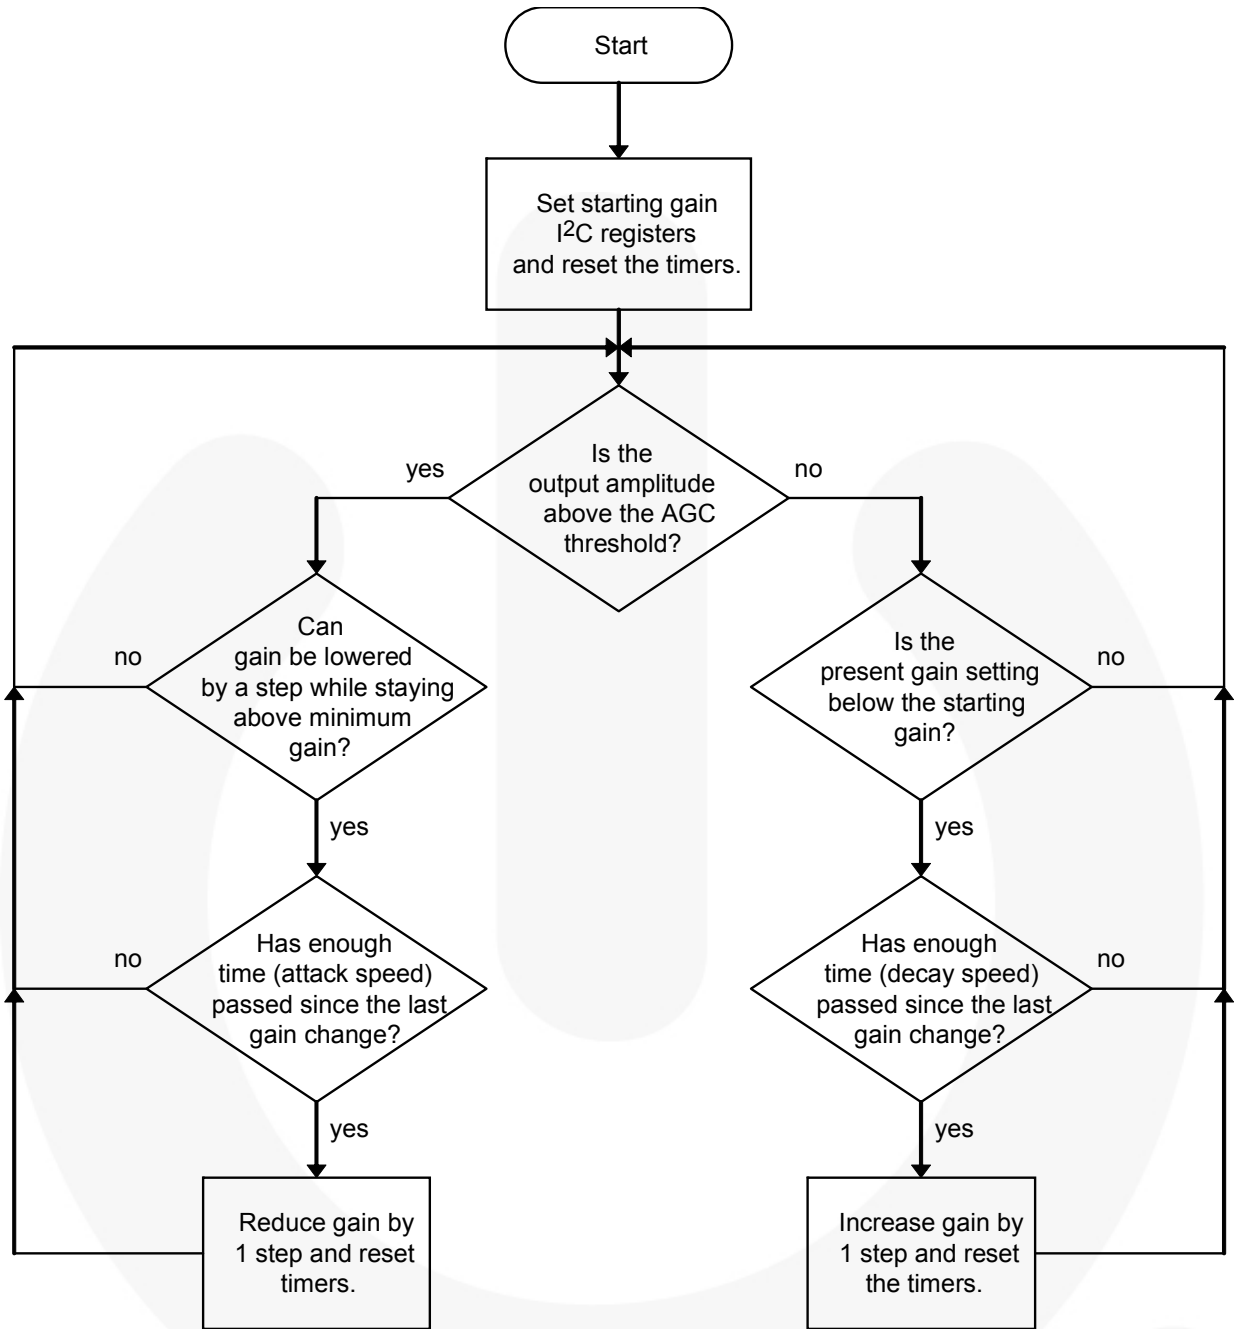 Start
Set starting gain
I²C registers
and reset the timers.
Is the
output amplitude
above the AGC
threshold?
yes
no
Can
gain be lowered
by a step while staying
above minimum
gain?
no
yes
Is the
present gain setting
below the starting
gain?
no
yes
Has enough
time (attack speed)
passed since the last
gain change?
no
yes
Has enough
time (decay speed)
passed since the last
gain change?
no
yes
Reduce gain by
1 step and reset
timers.
Increase gain by
1 step and reset
the timers.